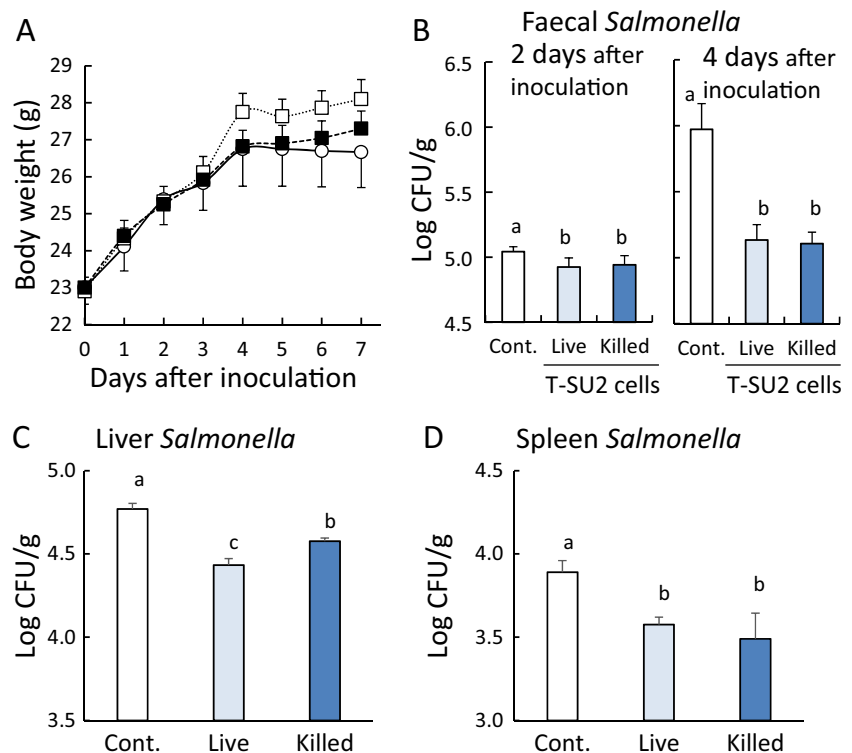 A
Body weight (g)
29
28
27
26
25
24
23
22
0 1 2 3 4 5 6 7
Days after inoculation
B
Faecal Salmonella
2 days after
inoculation
4 days after
inoculation
Log CFU/g
6.5
6.0
5.5
5.0
4.5
a b b
a b b
Cont. Live Killed
T-SU2 cells
Cont. Live Killed
T-SU2 cells
C
Liver Salmonella
Log CFU/g
5.0
4.5
4.0
3.5
a c b
Cont. Live Killed
D
Spleen Salmonella
Log CFU/g
4.5
4.0
3.5
3.0
a b b
Cont. Live Killed